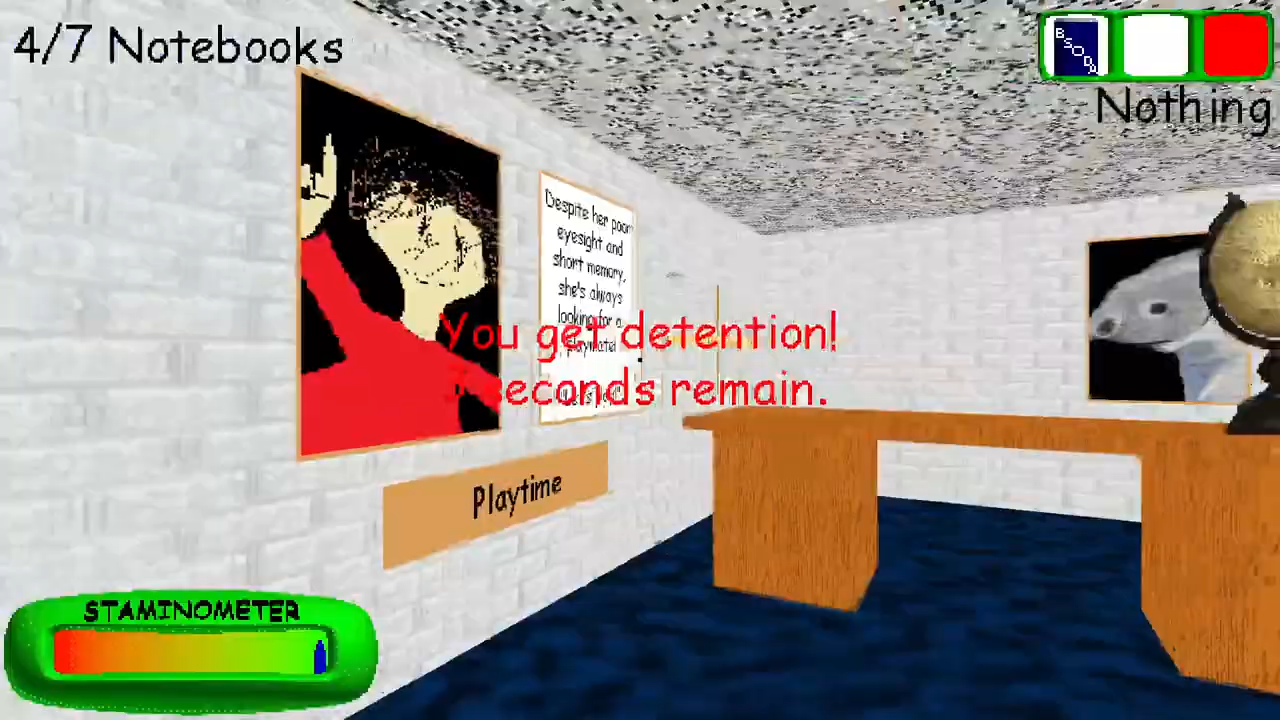 4/7 Notebooks
BSODA
Nothing
Despite her poor
eyesight and
short memory,
she's always
looking for a
playmate!
You get detention!
seconds remain.
Playtime
STAMINOMETER